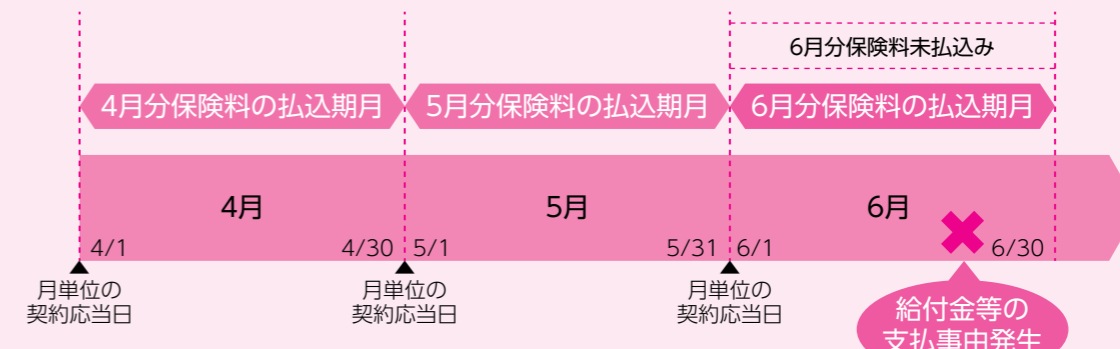 6月分保険料未払込み
4月分保険料の払込期月
5月分保険料の払込期月
6月分保険料の払込期月
4月
5月
6月
4/1
4/30
5/1
5/31
6/1
6/30
月単位の
契約応当日
月単位の
契約応当日
月単位の
契約応当日
給付金等の
支払事由発生